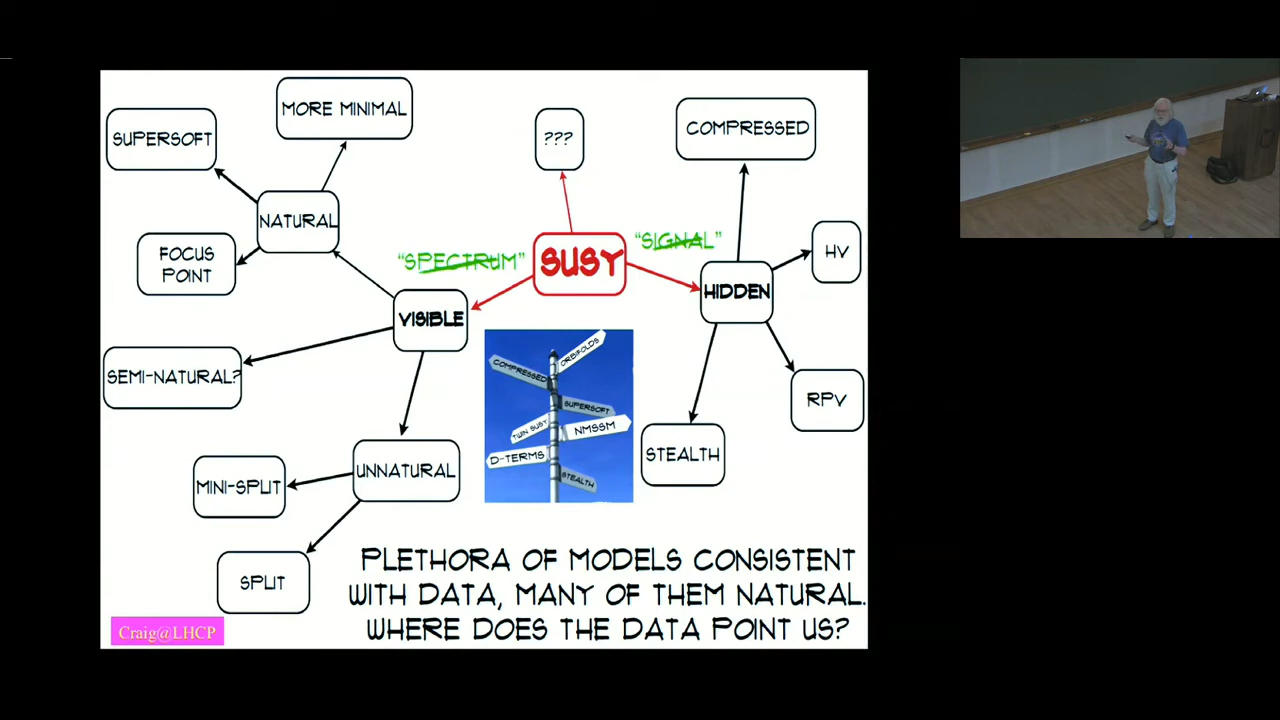 MORE MINIMAL
SUPERSOFT
???
COMPRESSED
NATURAL
FOCUS
POINT
"SPECTRUM"
SUSY
"SIGNAL"
HV
HIDDEN
VISIBLE
SEMI-NATURAL?
ORBIFOLDS
COMPRESSED
SUPERSOFT
TWIN SUSY
NMSSM
D-TERMS
STEALTH
RPV
STEALTH
UNNATURAL
MINI-SPLIT
SPLIT
PLETHORA OF MODELS CONSISTENT
WITH DATA, MANY OF THEM NATURAL.
WHERE DOES THE DATA POINT US?
Craig@LHCP